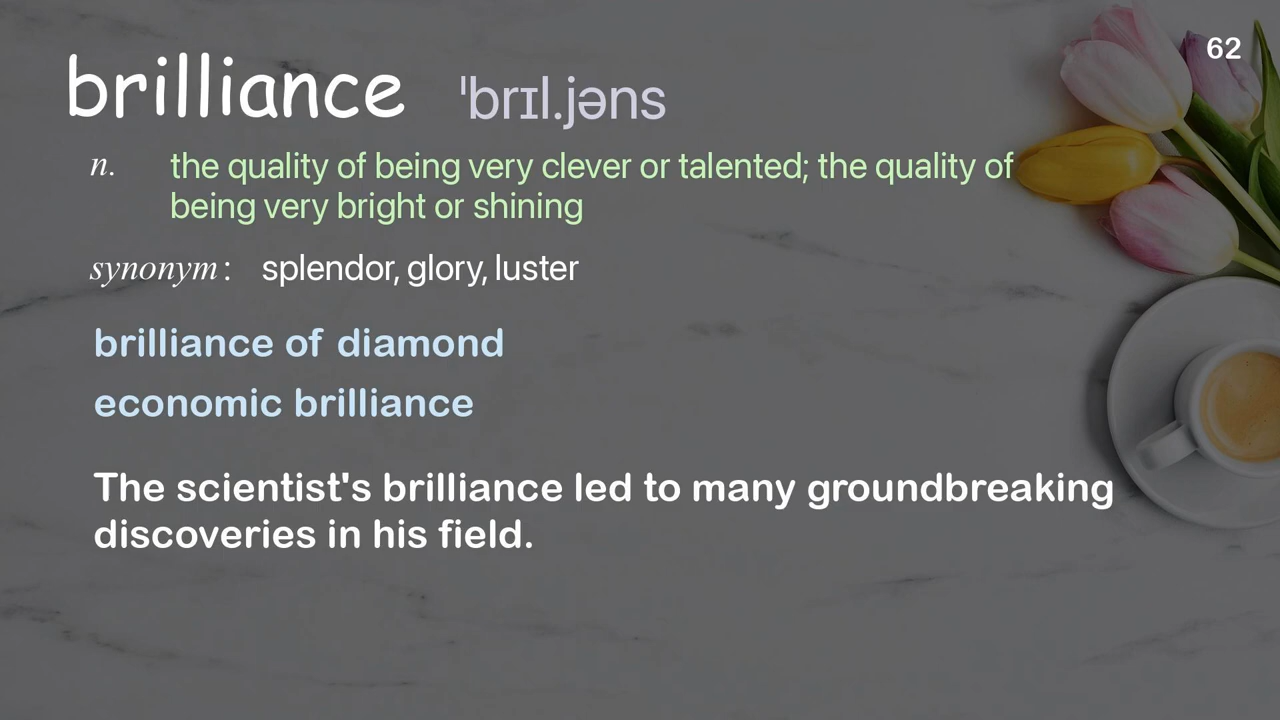 62
brilliance ˈbrɪl.jəns
n. the quality of being very clever or talented; the quality of
being very bright or shining
synonym: splendor, glory, luster
brilliance of diamond
economic brilliance
The scientist's brilliance led to many groundbreaking
discoveries in his field.